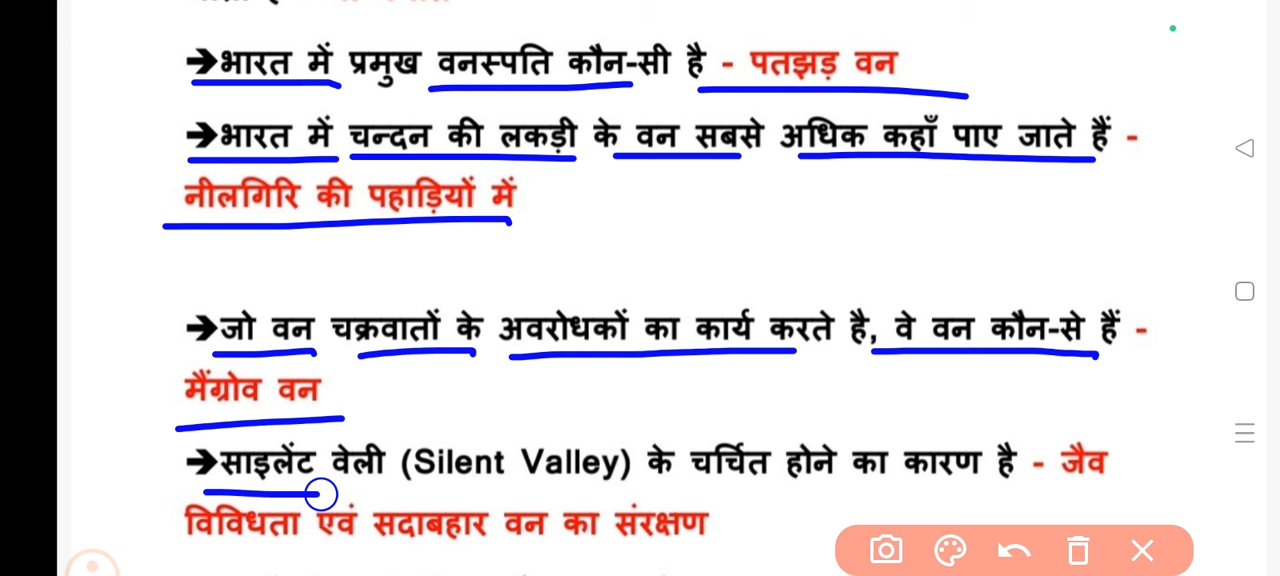 ➔भारत में प्रमुख वनस्पति कौन-सी है - पतझड़ वन
➔भारत में चन्दन की लकड़ी के वन सबसे अधिक कहाँ पाए जाते हैं -
नीलगिरि की पहाड़ियों में
➔जो वन चक्रवातों के अवरोधकों का कार्य करते है, वे वन कौन-से हैं -
मैंग्रोव वन
➔साइलेंट वेली (Silent Valley) के चर्चित होने का कारण है - जैव
विविधता एवं सदाबहार वन का संरक्षण